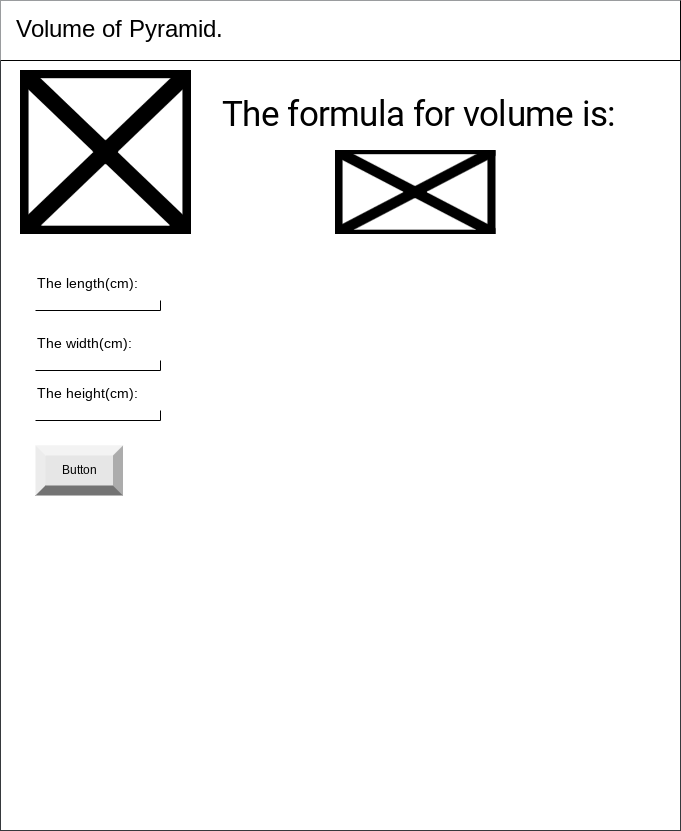 Volume of Pyramid.
The formula for volume is:
The length(cm):
The width(cm):
The height(cm):
Button